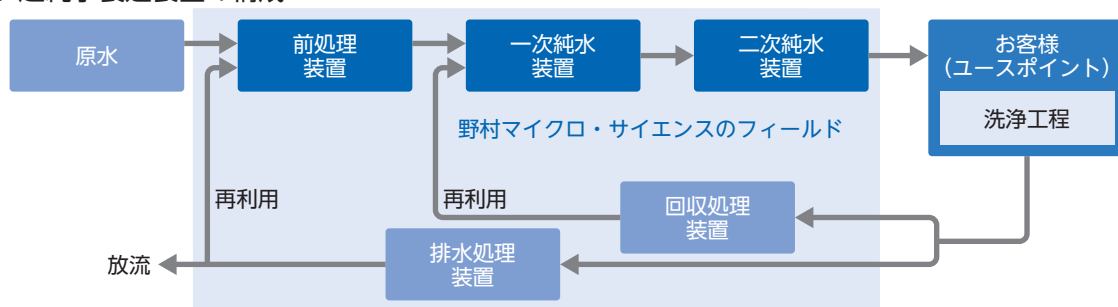 原水
前処理
装置
一次純水
装置
二次純水
装置
お客様
（ユースポイント）
洗浄工程
野村マイクロ・サイエンスのフィールド
再利用
再利用
回収処理
装置
排水処理
装置
放流